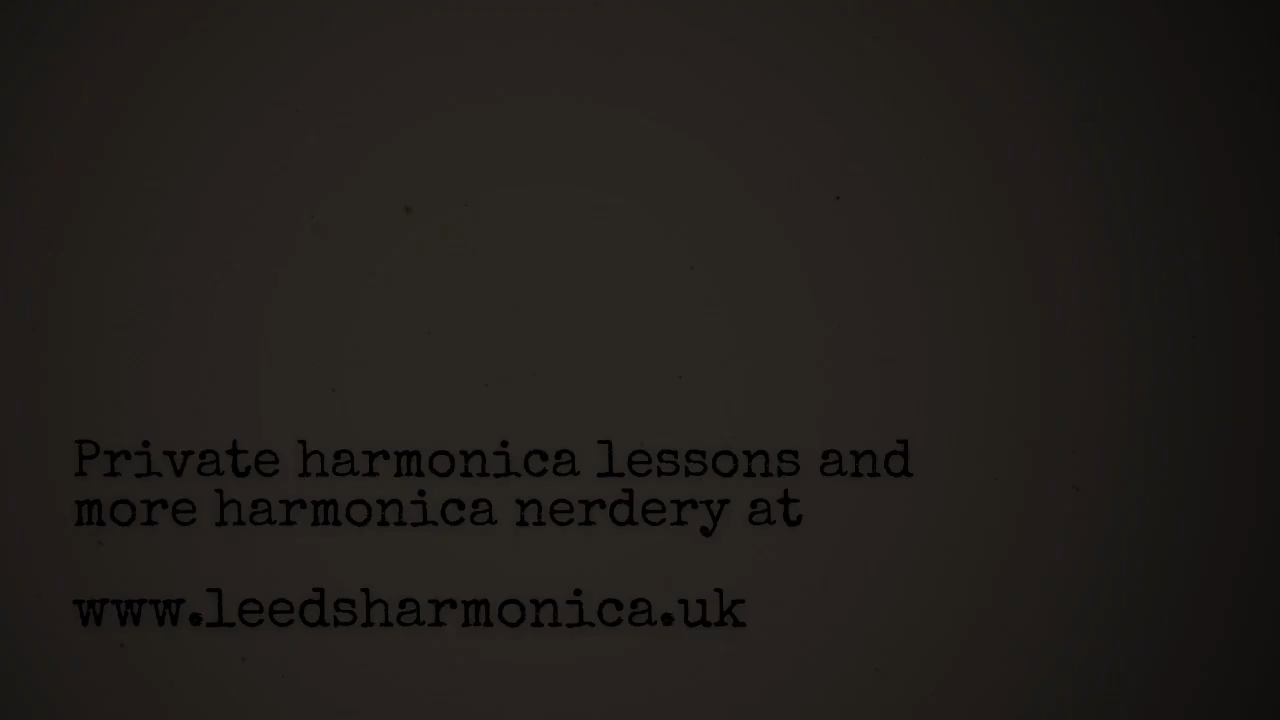 Private harmonica lessons and
more harmonica nerdery at
www.leedsharmonica.uk